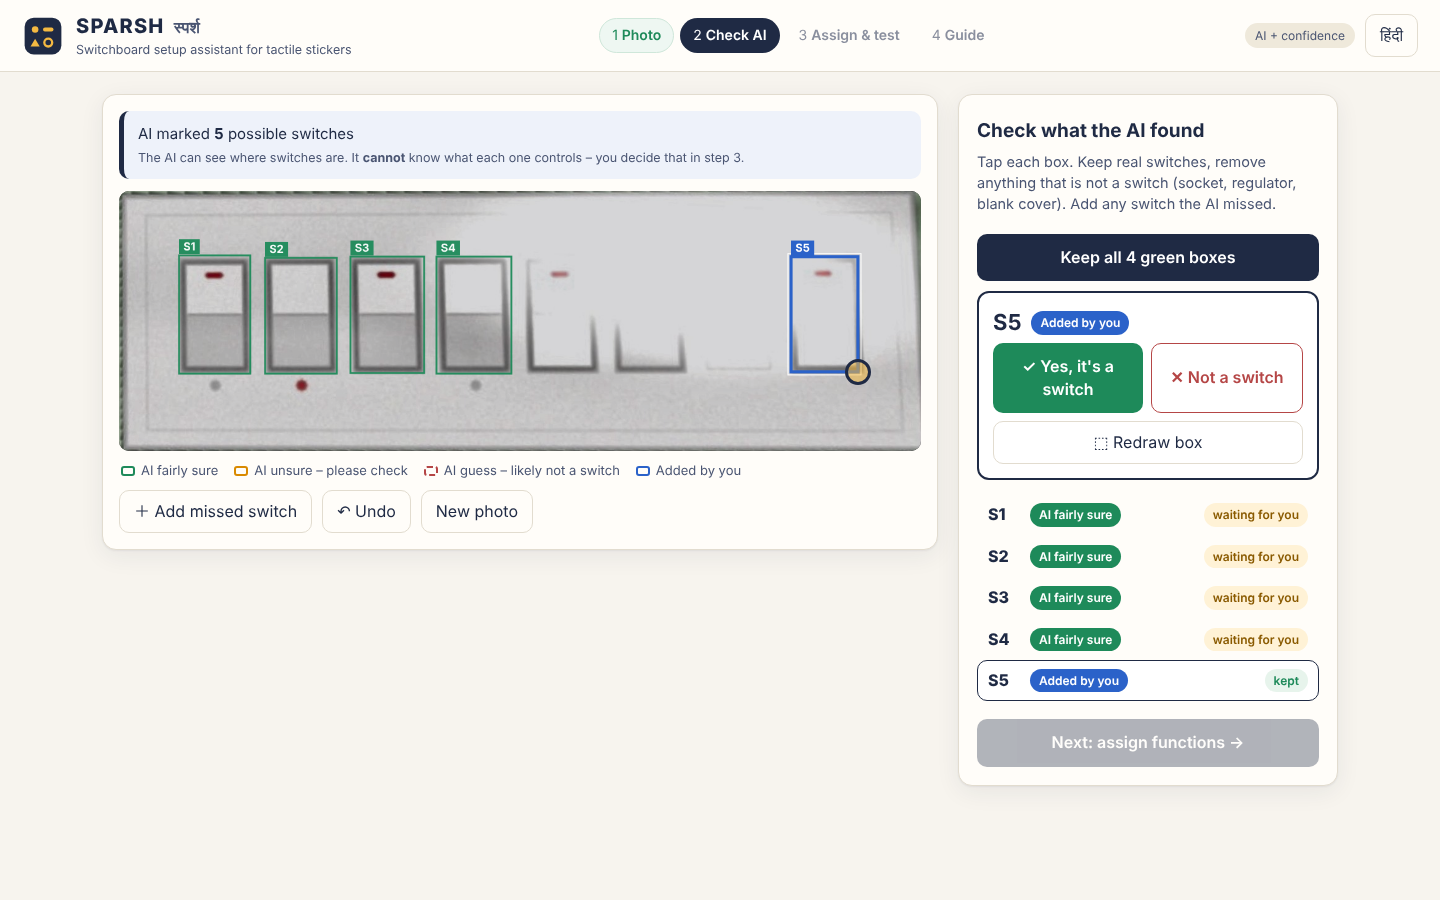 SPARSH स्पर्श
Switchboard setup assistant for tactile stickers
1 Photo
2 Check AI
3 Assign & test
4 Guide
AI + confidence
हिंदी
AI marked 5 possible switches
The AI can see where switches are. It cannot know what each one controls – you decide that in step 3.
S1
S2
S3
S4
S5
AI fairly sure
AI unsure – please check
AI guess – likely not a switch
Added by you
+ Add missed switch
↶ Undo
New photo
Check what the AI found
Tap each box. Keep real switches, remove
anything that is not a switch (socket, regulator,
blank cover). Add any switch the AI missed.
Keep all 4 green boxes
S5 Added by you
✓ Yes, it's a
switch
✕ Not a switch
⬚ Redraw box
S1 AI fairly sure waiting for you
S2 AI fairly sure waiting for you
S3 AI fairly sure waiting for you
S4 AI fairly sure waiting for you
S5 Added by you kept
Next: assign functions →